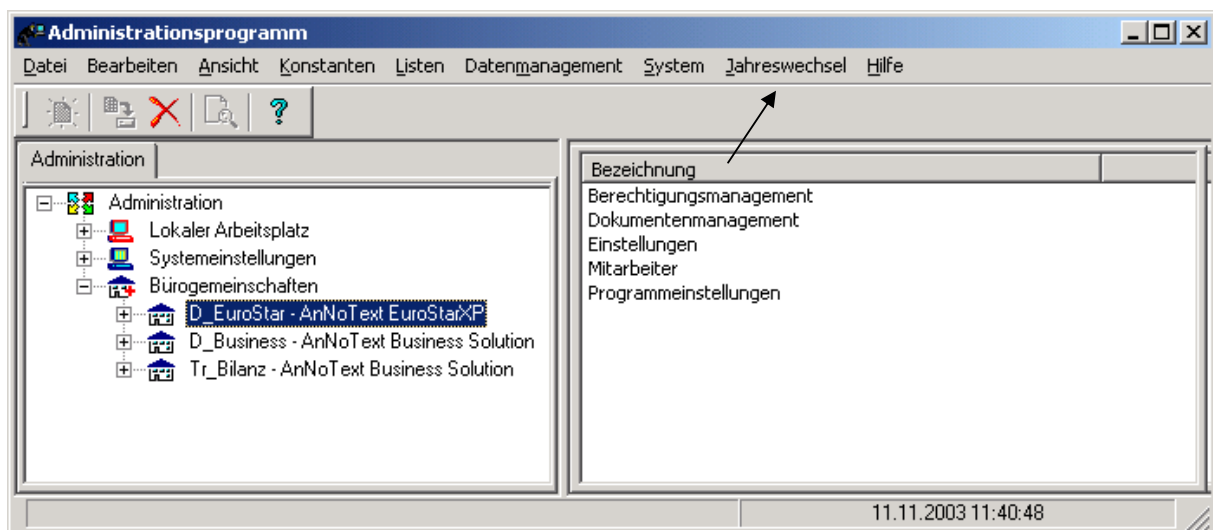 Administrationsprogramm
Datei Bearbeiten Ansicht Konstanten Listen Datenmanagement System Jahreswechsel Hilfe
?
Administration
Administration
Lokaler Arbeitsplatz
Systemeinstellungen
Bürogemeinschaften
D_EuroStar - AnNoText EuroStarXP
D_Business - AnNoText Business Solution
Tr_Bilanz - AnNoText Business Solution
Bezeichnung
Berechtigungsmanagement
Dokumentenmanagement
Einstellungen
Mitarbeiter
Programmeinstellungen
11.11.2003 11:40:48